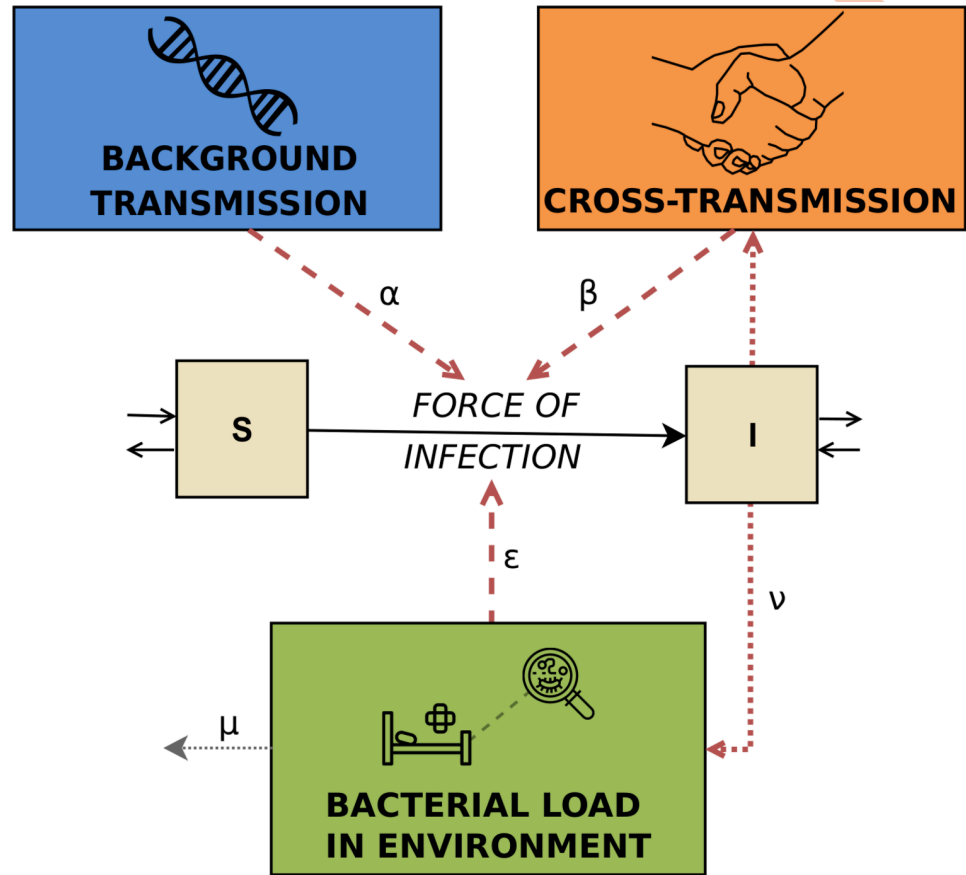 BACKGROUND
TRANSMISSION
CROSS-TRANSMISSION
α
β
S
FORCE OF
INFECTION
I
ε
ν
μ
BACTERIAL LOAD
IN ENVIRONMENT